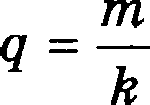 q = m/k